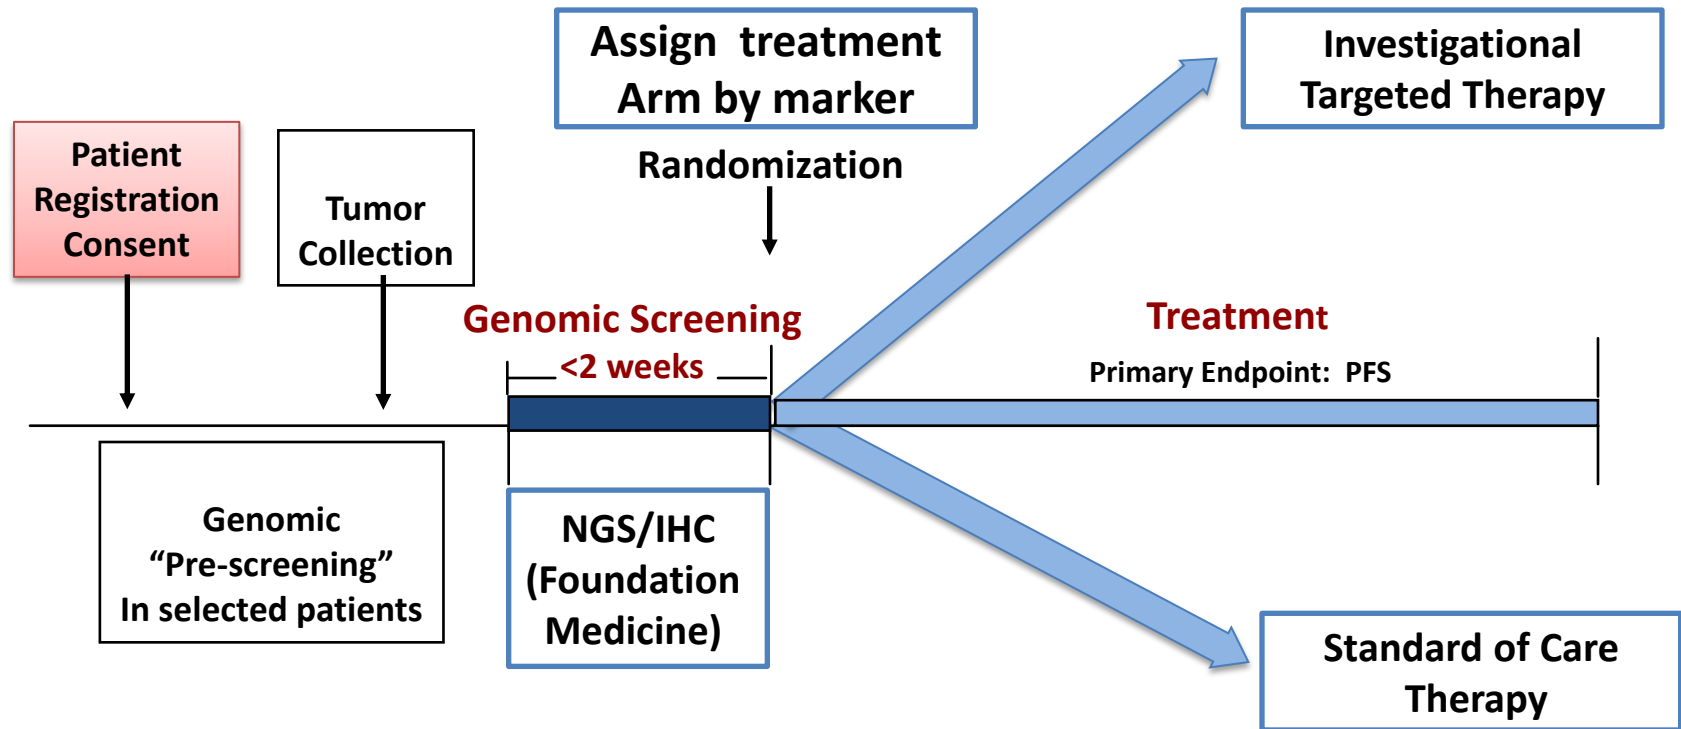 Assign treatment
Arm by marker
Investigational
Targeted Therapy
Patient
Registration
Consent
Tumor
Collection
Randomization
Genomic Screening
<2 weeks
Treatment
Primary Endpoint: PFS
Genomic
“Pre-screening”
In selected patients
NGS/IHC
(Foundation
Medicine)
Standard of Care
Therapy